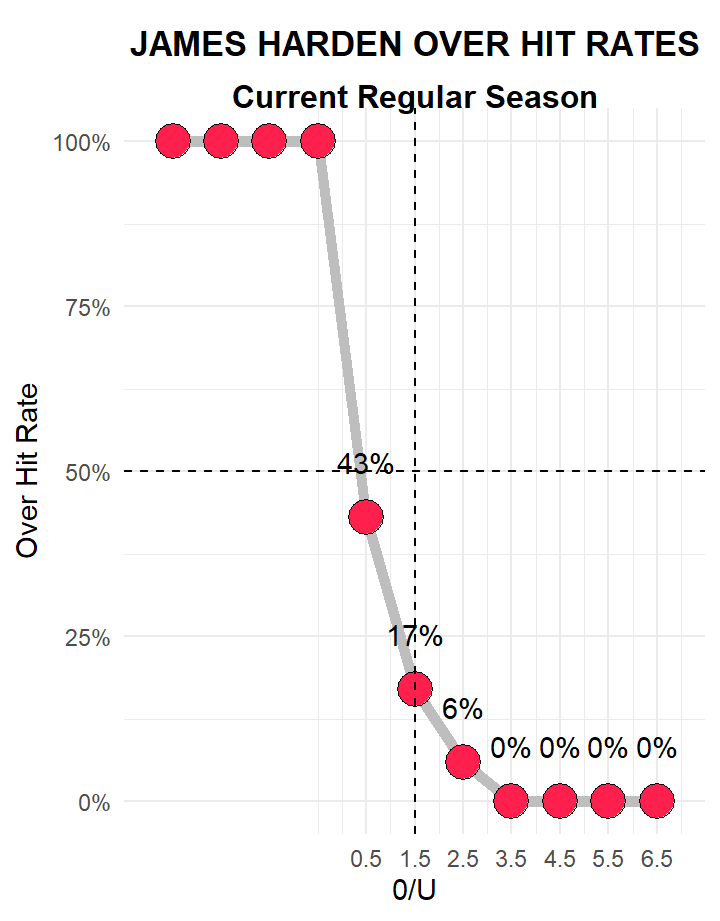 JAMES HARDEN OVER HIT RATES
Current Regular Season
100%
75%
50%
25%
0%
Over Hit Rate
43%
17%
6%
0% 0% 0% 0%
0.5 1.5 2.5 3.5 4.5 5.5 6.5
0/U